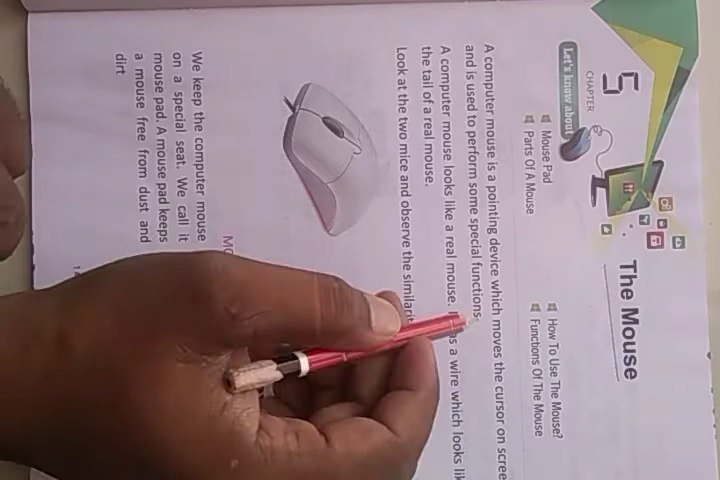 CHAPTER
5
The Mouse
Let's know about
Mouse Pad
How To Use The Mouse?
Parts Of A Mouse
Functions Of The Mouse
A computer mouse is a pointing device which moves the cursor on
and is used to perform some special functions.
A computer mouse looks like a real mouse. a wire which looks
the tail of a real mouse.
Look at the two mice and observe the
We keep the computer mouse
on a special seat. We call it
mouse pad. A mouse pad keeps
a mouse free from dust and
dirt